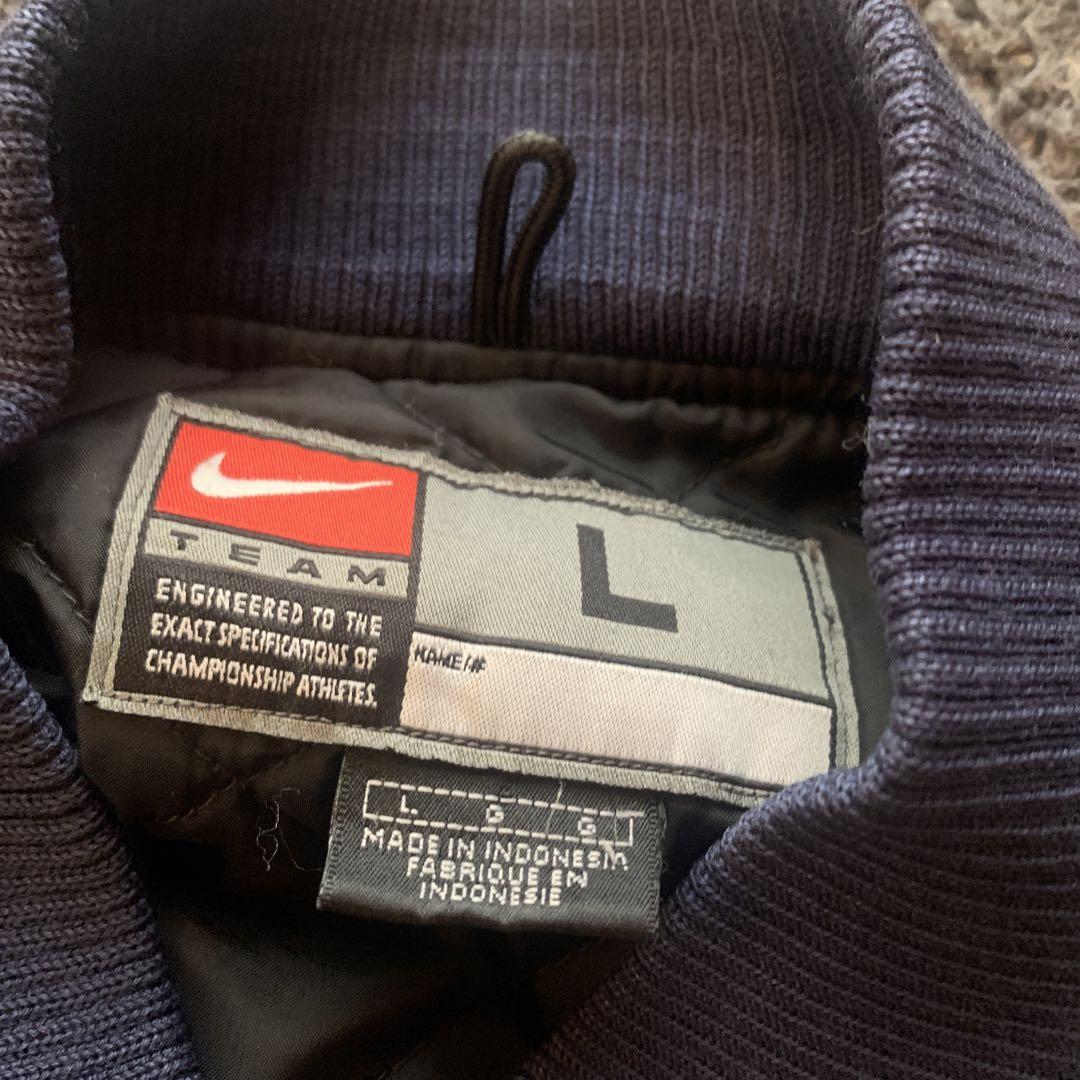 TEAM
ENGINEERED TO THE
EXACT SPECIFICATIONS OF
CHAMPIONSHIP ATHLETES.
L
NAME/#
L G G
MADE IN INDONESIA
FABRIQUE EN
INDONESIE